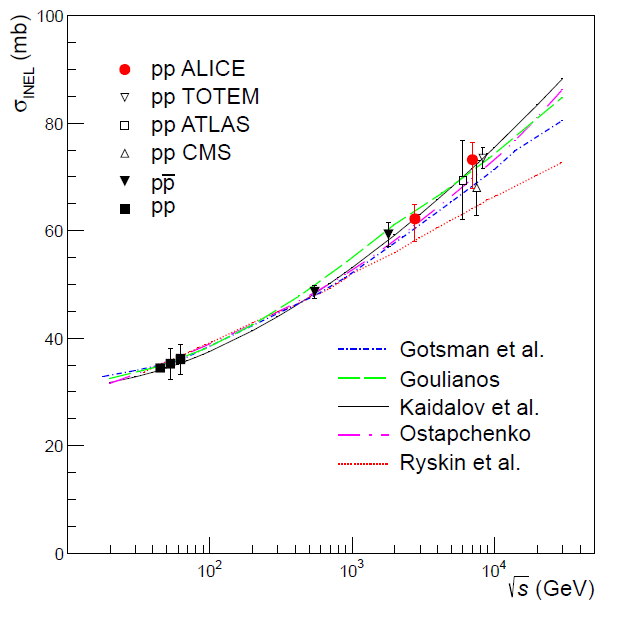 σINEL (mb)
100
80
60
40
20
0
pp ALICE
pp TOTEM
pp ATLAS
pp CMS
pp̅
pp
Gotsman et al.
Goulianos
Kaidalov et al.
Ostapchenko
Ryskin et al.
10²
10³
10⁴
√s (GeV)